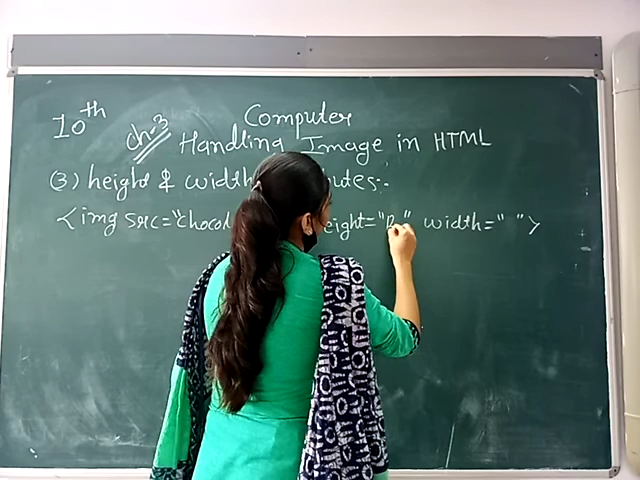 10th Computer
Ch.3 Handling Image in HTML
(3) height & width
<img src="chocol eight=" " width=" ">